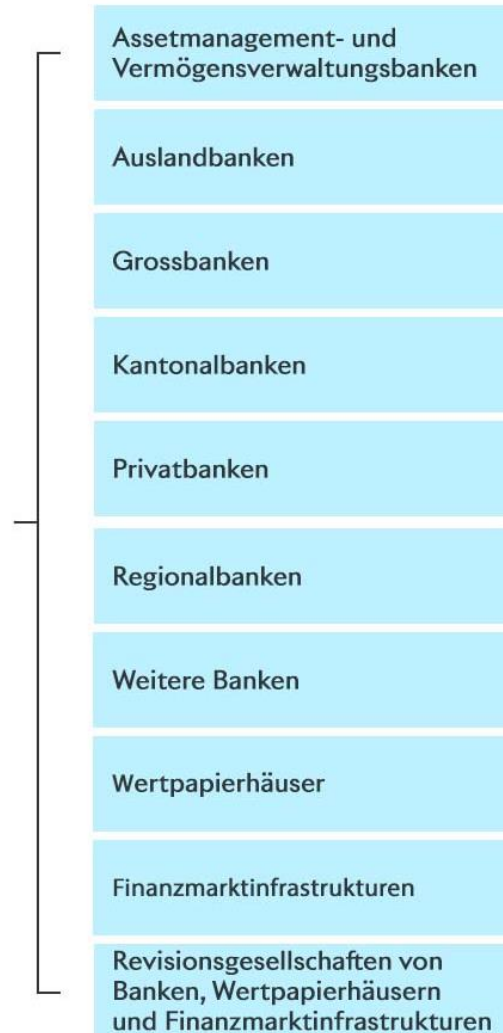 Assetmanagement- und
Vermögensverwaltungsbanken
Auslandbanken
Grossbanken
Kantonalbanken
Privatbanken
Regionalbanken
Weitere Banken
Wertpapierhäuser
Finanzmarktinfrastrukturen
Revisionsgesellschaften von
Banken, Wertpapierhäusern
und Finanzmarktinfrastrukturen